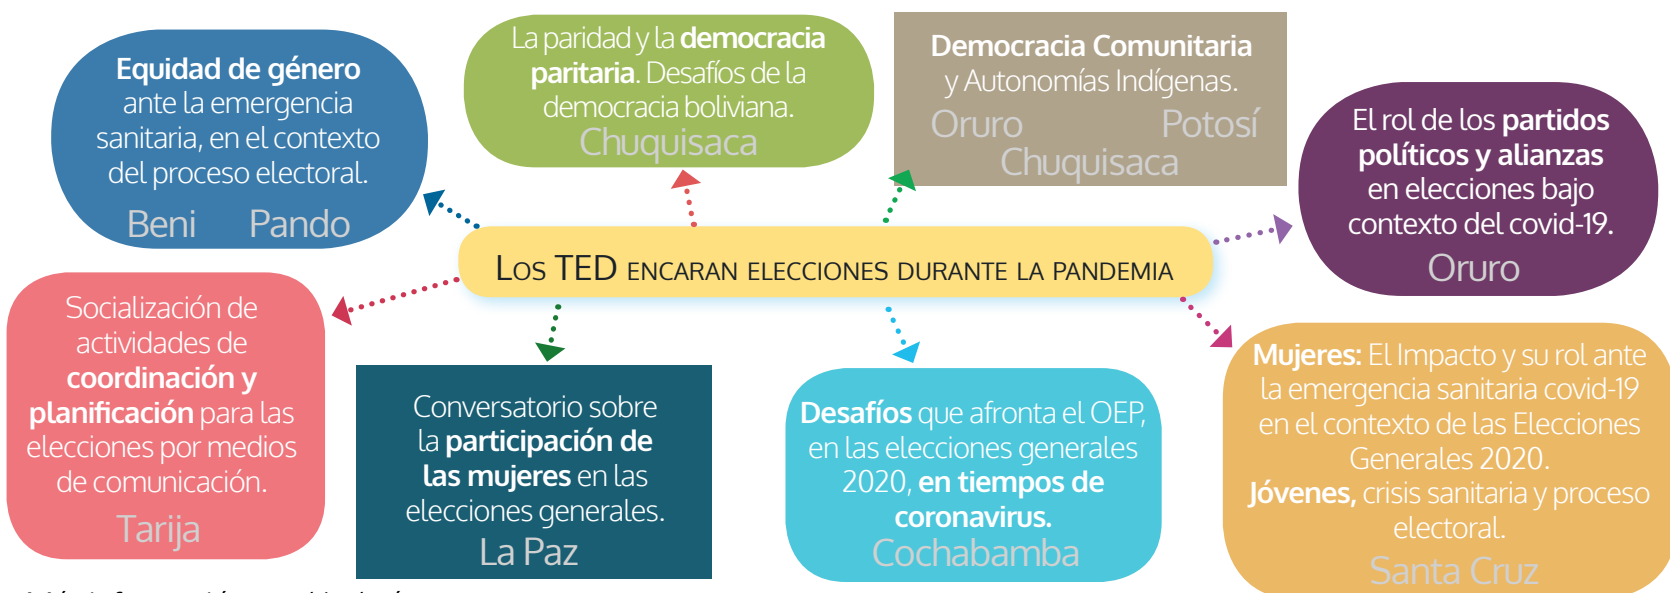 Equidad de género
ante la emergencia
sanitaria, en el contexto
del proceso electoral.
Beni Pando
La paridad y la democracia
paritaria. Desafíos de la
democracia boliviana.
Chuquisaca
Democracia Comunitaria
y Autonomías Indígenas.
Oruro Potosí
Chuquisaca
El rol de los partidos
políticos y alianzas
en elecciones bajo
contexto del covid-19.
Oruro
Los TED encaran elecciones durante la pandemia
Socialización de
actividades de
coordinación y
planificación para las
elecciones por medios
de comunicación.
Tarija
Conversatorio sobre
la participación de
las mujeres en las
elecciones generales.
La Paz
Desafíos que afronta el OEP,
en las elecciones generales
2020, en tiempos de
coronavirus.
Cochabamba
Mujeres: El Impacto y su rol ante
la emergencia sanitaria covid-19
en el contexto de las Elecciones
Generales 2020.
Jóvenes, crisis sanitaria y proceso
electoral.
Santa Cruz